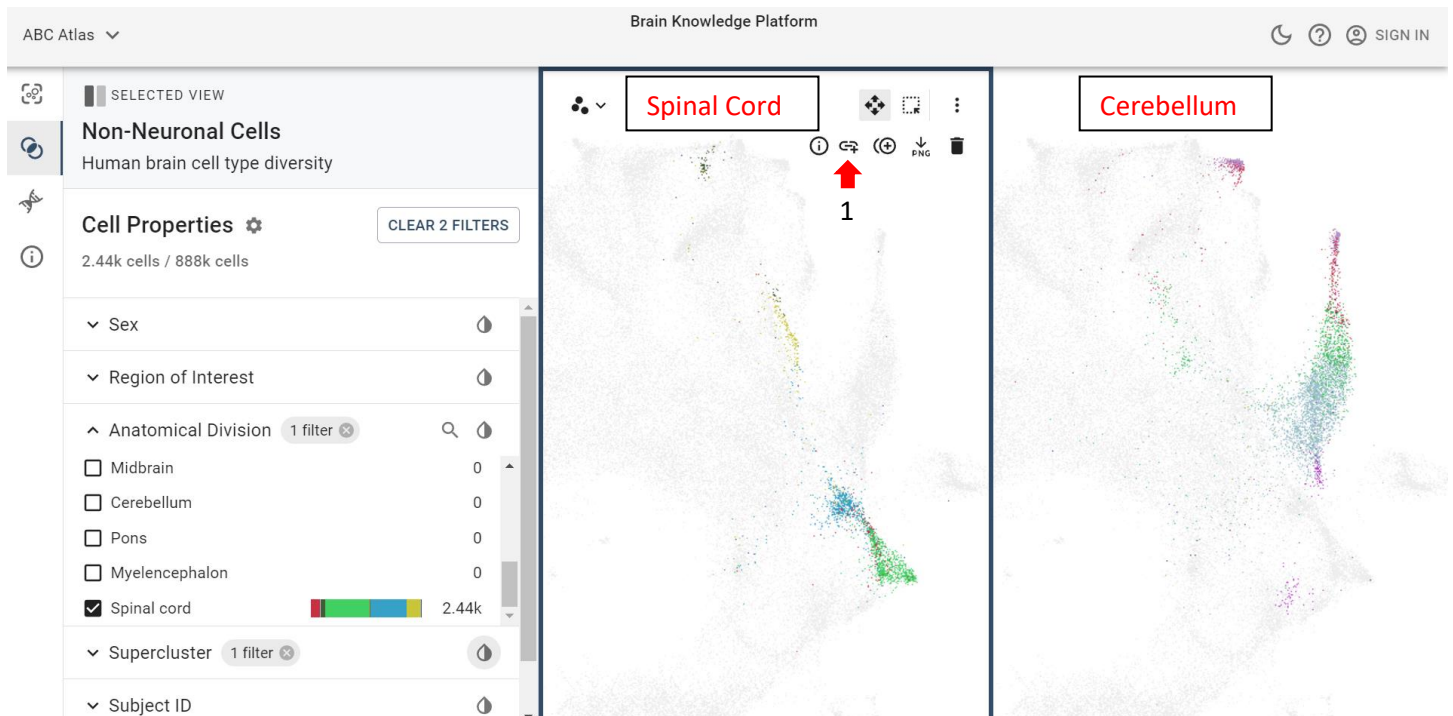 ABC Atlas
Brain Knowledge Platform
SIGN IN
SELECTED VIEW
Non-Neuronal Cells
Human brain cell type diversity
Cell Properties
CLEAR 2 FILTERS
2.44k cells / 888k cells
Sex
Region of Interest
Anatomical Division 1 filter
Midbrain 0
Cerebellum 0
Pons 0
Myelencephalon 0
Spinal cord 2.44k
Supercluster 1 filter
Subject ID
Spinal Cord
PNG
1
Cerebellum